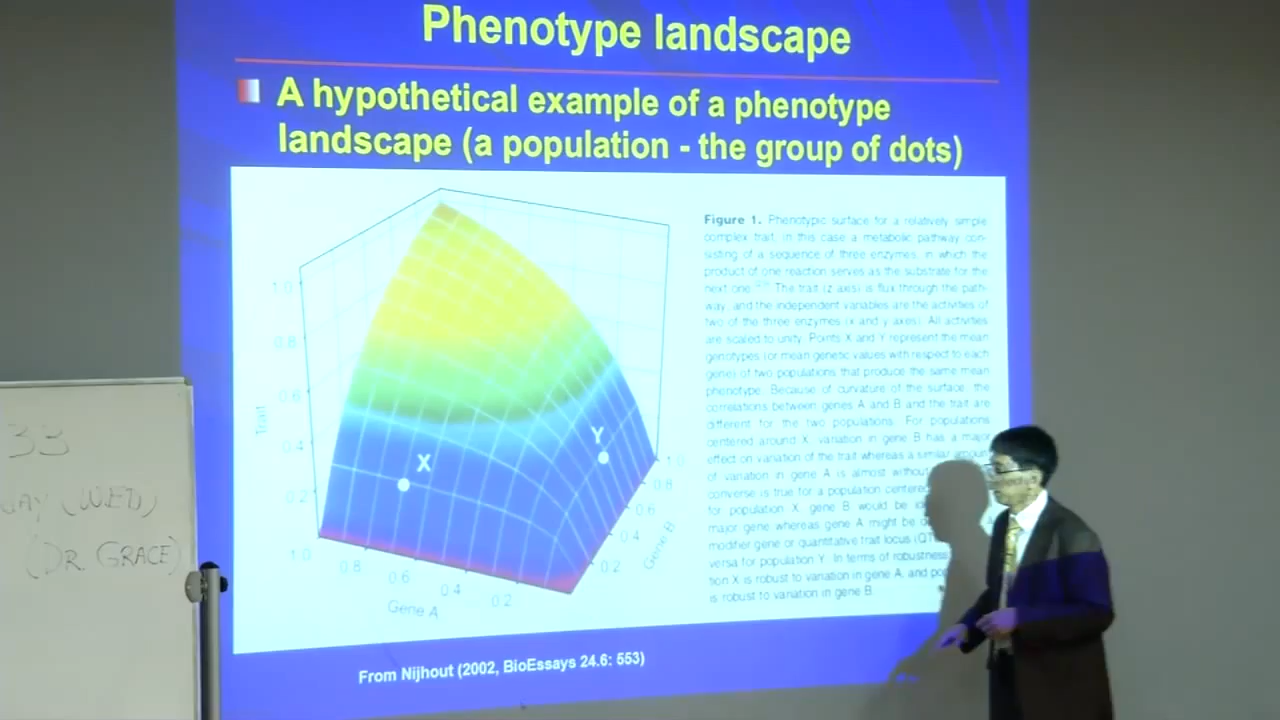 Phenotype landscape
A hypothetical example of a phenotype
landscape (a population - the group of dots)
Figure 1. Phenotypic surface for a relatively simple
complex trait, in this case a metabolic pathway con-
sisting of a sequence of three enzymes, in which the
product of one reaction serves as the substrate for the
next one. The trait (z axis) is flux through the path-
way, and the independent variables are the activities of
two of the three enzymes (x and y axes). All activities
are scaled to unity. Points X and Y represent the mean
genotypes (or mean genetic values with respect to each
gene) of two populations that produce the same mean
phenotype. Because of curvature of the surface, the
correlations between genes A and B and the trait are
different for the two populations. For populations
centered around X, variation in gene B has a major
effect on variation of the trait whereas a similar amount
of variation in gene A is almost without
converse is true for a population centered
for population X, gene B would be
major gene whereas gene A might be
modifier gene or quantitative trait locus (QT
versa for population Y. In terms of robustness
tion X is robust to variation in gene A, and
is robust to variation in gene B.
1.0
0.8
0.6
0.4
0.2
Trait
X
Y
1.0
0.8
0.6
0.4
0.2
Gene A
1.0
0.8
0.6
0.4
0.2
Gene B
From Nijhout (2002, BioEssays 24.6: 553)
33
(WED)
(DR. GRACE)